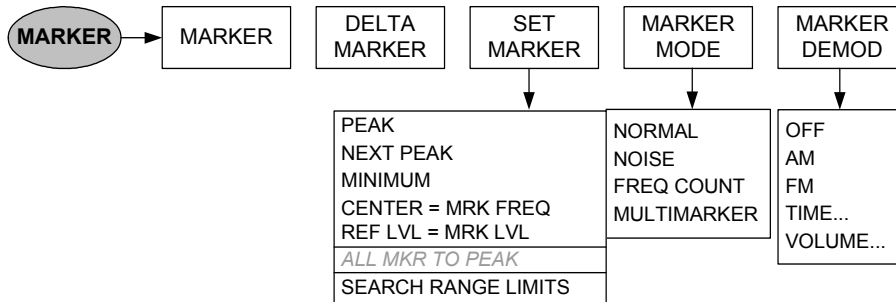 MARKER
MARKER
DELTA
MARKER
SET
MARKER
MARKER
MODE
MARKER
DEMOD
PEAK
NEXT PEAK
MINIMUM
CENTER = MRK FREQ
REF LVL = MRK LVL
ALL MKR TO PEAK
SEARCH RANGE LIMITS
NORMAL
NOISE
FREQ COUNT
MULTIMARKER
OFF
AM
FM
TIME...
VOLUME...